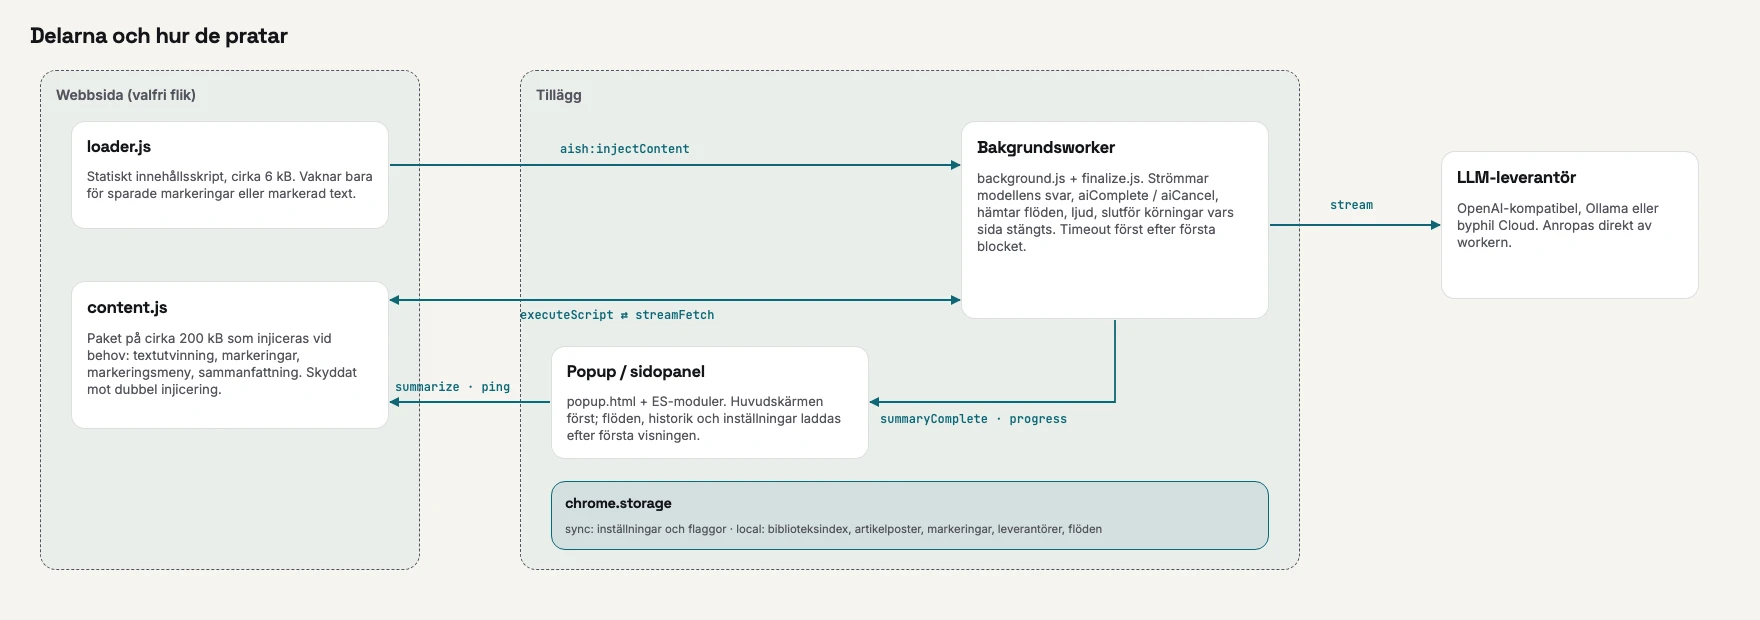 Delarna och hur de pratar
Webbsida (valfri flik)
loader.js
Statiskt innehållsskript, cirka 6 kB. Vaknar bara
för sparade markeringar eller markerad text.
content.js
Paket på cirka 200 kB som injiceras vid
behov: textutvinning, markeringar,
markeringsmeny, sammanfattning. Skyddat
mot dubbel injicering.
aish:injectContent
executeScript ⇄ streamFetch
summarize · ping
Tillägg
Bakgrundsworker
background.js + finalize.js. Strömmar
modellens svar, aiComplete / aiCancel,
hämtar flöden, ljud, slutför körningar vars
sida stängts. Timeout först efter första
blocket.
Popup / sidopanel
popup.html + ES-moduler. Huvudskärmen
först; flöden, historik och inställningar laddas
efter första visningen.
summaryComplete · progress
chrome.storage
sync: inställningar och flaggor · local: biblioteksindex, artikelposter, markeringar, leverantörer, flöden
stream
LLM-leverantör
OpenAI-kompatibel, Ollama eller
byphil Cloud. Anropas direkt av
workern.